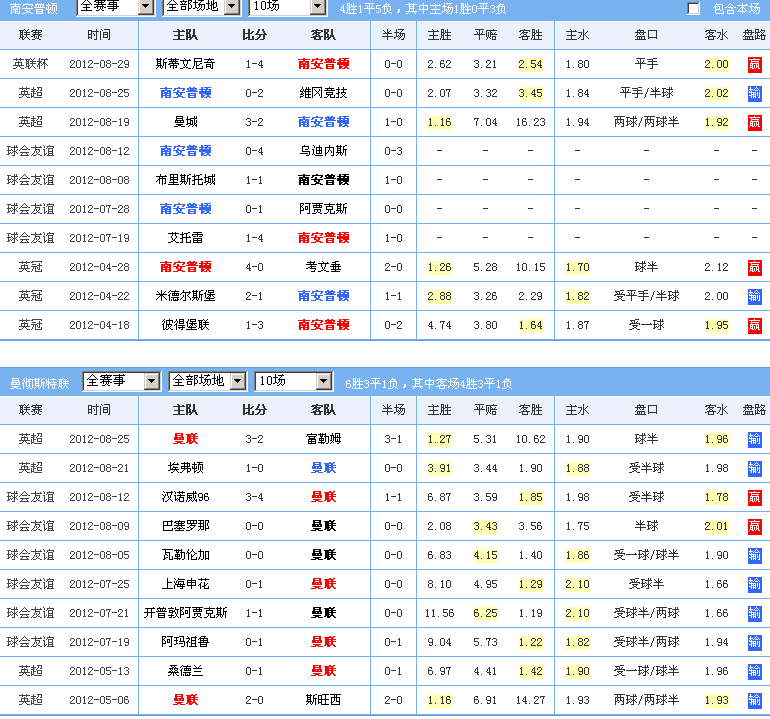 南安普顿 全赛事 全部场地 10场 4胜1平5负，其中主场1胜0平3负 包含本场
联赛 时间 主队 比分 客队 半场 主胜 平赔 客胜 主水 盘口 客水 盘路
英联杯 2012-08-29 斯蒂文尼奇 1-4 南安普顿 0-0 2.62 3.21 2.54 1.80 平手 2.00 赢
英超 2012-08-25 南安普顿 0-2 维冈竞技 0-0 2.07 3.32 3.45 1.84 平手/半球 2.02 输
英超 2012-08-19 曼城 3-2 南安普顿 1-0 1.16 7.04 16.23 1.94 两球/两球半 1.92 赢
球会友谊 2012-08-12 南安普顿 0-4 乌迪内斯 0-3 - - - - - - -
球会友谊 2012-08-08 布里斯托城 1-1 南安普顿 1-0 - - - - - - -
球会友谊 2012-07-28 南安普顿 0-1 阿贾克斯 0-0 - - - - - - -
球会友谊 2012-07-19 艾托雷 1-4 南安普顿 1-0 - - - - - - -
英冠 2012-04-28 南安普顿 4-0 考文垂 2-0 1.26 5.28 10.15 1.70 球半 2.12 赢
英冠 2012-04-22 米德尔斯堡 2-1 南安普顿 1-1 2.88 3.26 2.29 1.82 受平手/半球 2.00 输
英冠 2012-04-18 彼得堡联 1-3 南安普顿 0-2 4.74 3.80 1.64 1.87 受一球 1.95 赢
曼彻斯特联 全赛事 全部场地 10场 6胜3平1负，其中客场4胜3平1负
联赛 时间 主队 比分 客队 半场 主胜 平赔 客胜 主水 盘口 客水 盘路
英超 2012-08-25 曼联 3-2 富勒姆 3-1 1.27 5.31 10.62 1.90 球半 1.96 输
英超 2012-08-21 埃弗顿 1-0 曼联 0-0 3.91 3.44 1.90 1.88 受半球 1.98 输
球会友谊 2012-08-12 汉诺威96 3-4 曼联 1-1 6.87 3.59 1.85 1.98 受半球 1.78 赢
球会友谊 2012-08-09 巴塞罗那 0-0 曼联 0-0 2.08 3.43 3.56 1.75 半球 2.01 赢
球会友谊 2012-08-05 瓦勒伦加 0-0 曼联 0-0 6.83 4.15 1.40 1.86 受一球/球半 1.90 输
球会友谊 2012-07-25 上海申花 0-1 曼联 0-0 8.10 4.95 1.29 2.10 受球半 1.66 输
球会友谊 2012-07-21 开普敦阿贾克斯 1-1 曼联 0-0 11.56 6.25 1.19 2.10 受球半/两球 1.66 输
球会友谊 2012-07-19 阿玛祖鲁 0-1 曼联 0-1 9.04 5.73 1.22 1.82 受球半/两球 1.94 输
英超 2012-05-13 桑德兰 0-1 曼联 0-1 6.97 4.41 1.42 1.90 受一球/球半 1.96 输
英超 2012-05-06 曼联 2-0 斯旺西 2-0 1.16 6.91 14.27 1.93 两球/两球半 1.93 输